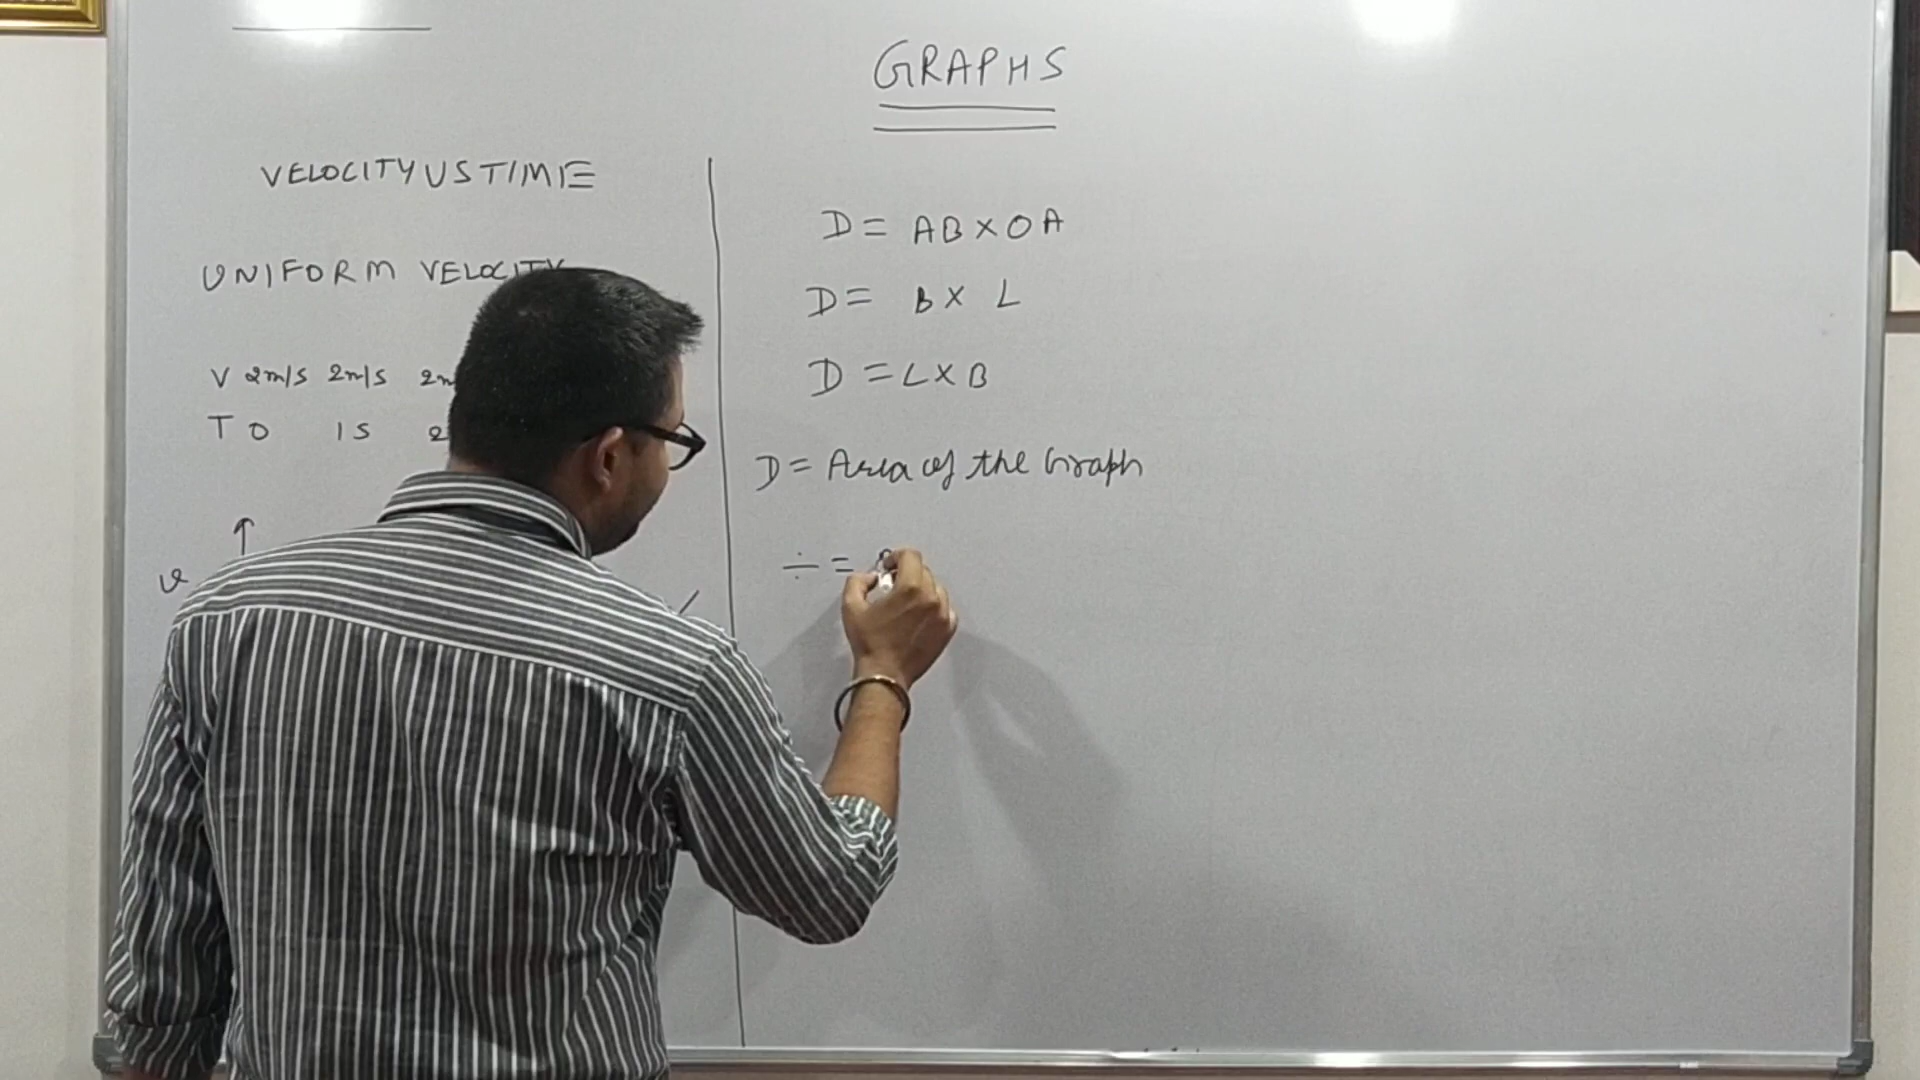 GRAPHS
VELOCITY VS TIME
UNIFORM VELOCITY
V 2m/s 2m/s
T 0 1S
v
D = AB X OA
D = B X L
D = L X B
D = Area of the Graph
÷ =